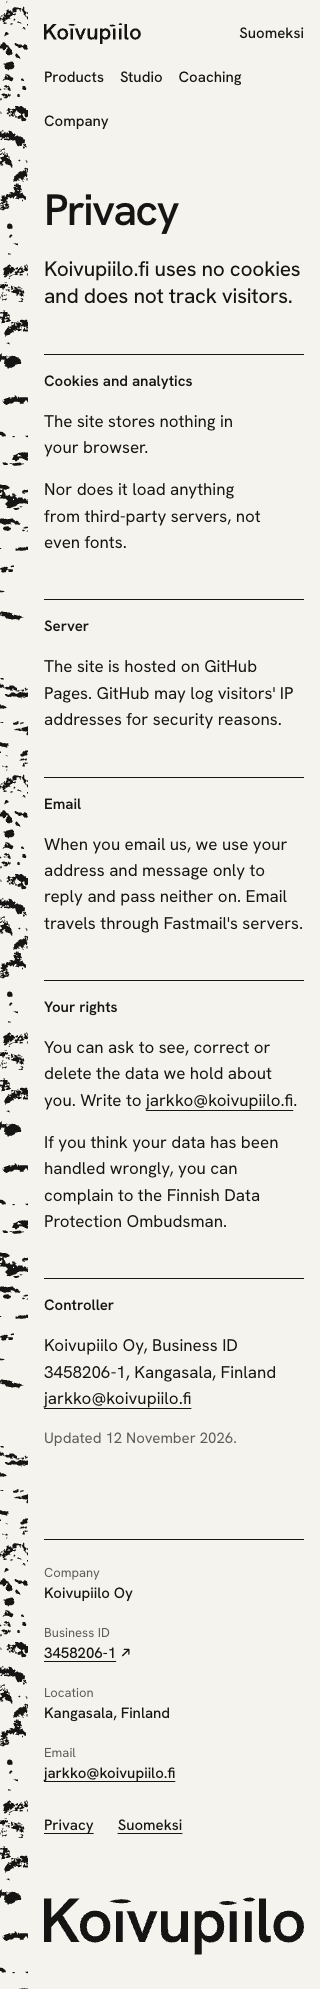 Koivupiilo
Suomeksi
Products Studio Coaching
Company
Privacy
Koivupiilo.fi uses no cookies
and does not track visitors.
Cookies and analytics
The site stores nothing in
your browser.
Nor does it load anything
from third-party servers, not
even fonts.
Server
The site is hosted on GitHub
Pages. GitHub may log visitors' IP
addresses for security reasons.
Email
When you email us, we use your
address and message only to
reply and pass neither on. Email
travels through Fastmail's servers.
Your rights
You can ask to see, correct or
delete the data we hold about
you. Write to jarkko@koivupiilo.fi.
If you think your data has been
handled wrongly, you can
complain to the Finnish Data
Protection Ombudsman.
Controller
Koivupiilo Oy, Business ID
3458206-1, Kangasala, Finland
jarkko@koivupiilo.fi
Updated 12 November 2026.
Company
Koivupiilo Oy
Business ID
3458206-1 ↗
Location
Kangasala, Finland
Email
jarkko@koivupiilo.fi
Privacy Suomeksi
Koivupiilo